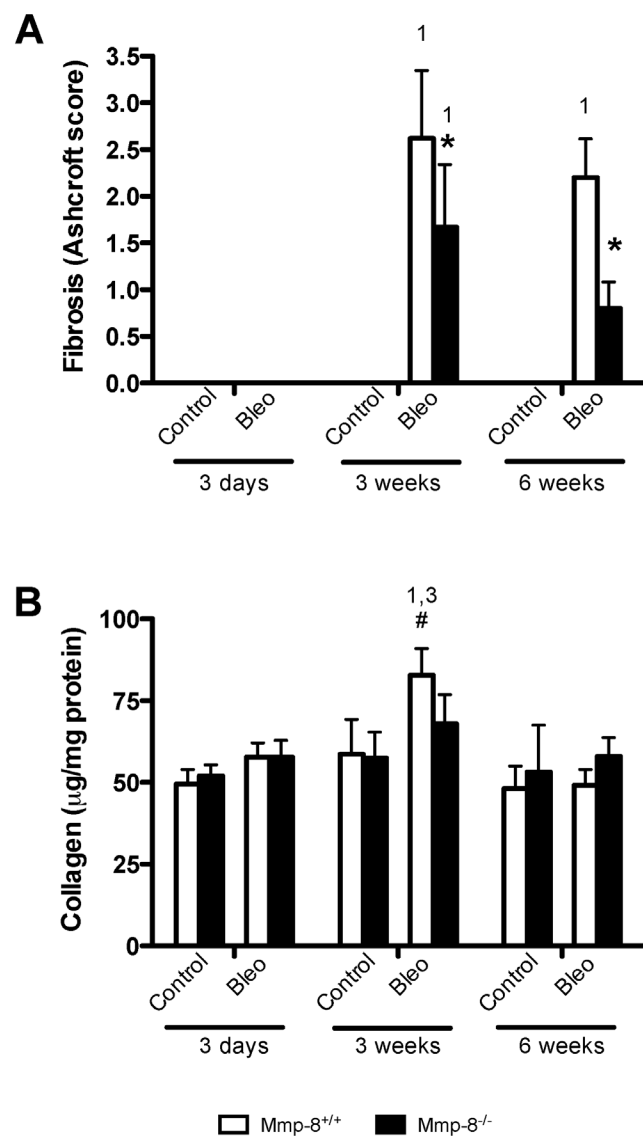 A
Fibrosis (Ashcroft score)
3.5
3.0
2.5
2.0
1.5
1.0
0.5
0.0
1
1
*
1
*
Control
Bleo
Control
Bleo
Control
Bleo
3 days
3 weeks
6 weeks
B
Collagen (μg/mg protein)
100
75
50
25
0
1,3
#
Control
Bleo
Control
Bleo
Control
Bleo
3 days
3 weeks
6 weeks
Mmp-8+/+
Mmp-8-/-